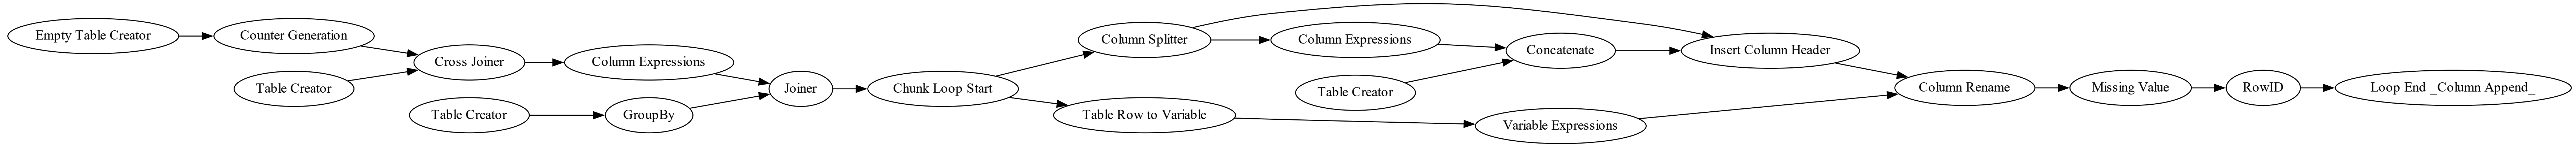 Empty Table Creator
Counter Generation
Table Creator
Cross Joiner
Column Expressions
Table Creator
GroupBy
Joiner
Chunk Loop Start
Column Splitter
Column Expressions
Table Creator
Concatenate
Insert Column Header
Table Row to Variable
Variable Expressions
Column Rename
Missing Value
RowID
Loop End _Column Append_